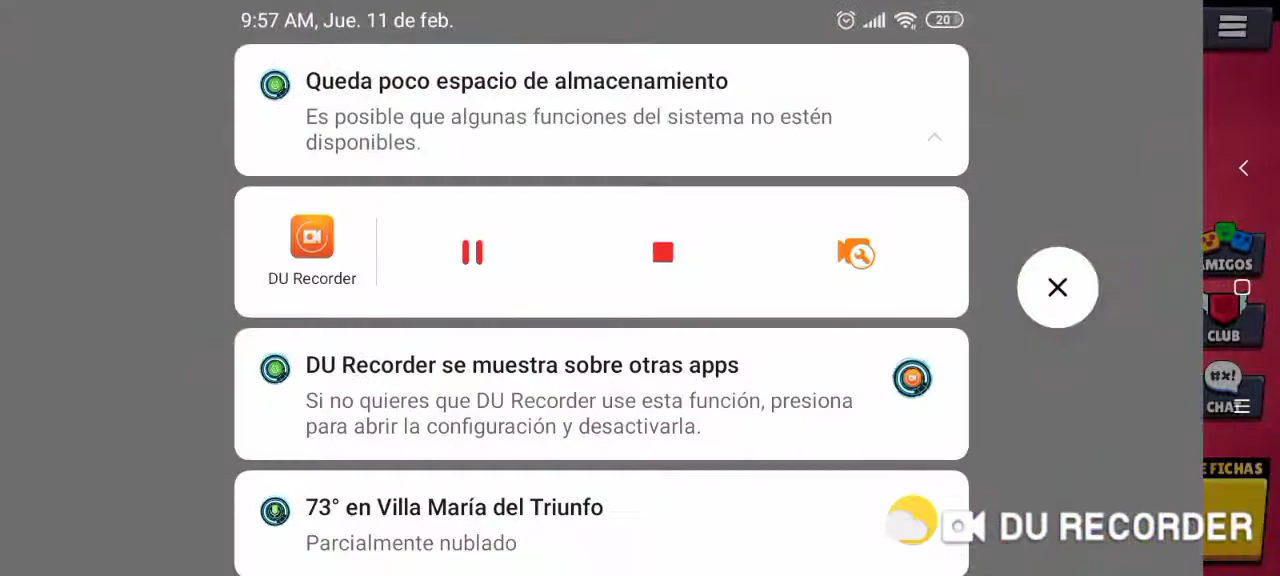 9:57 AM, Jue. 11 de feb.
20
Queda poco espacio de almacenamiento
Es posible que algunas funciones del sistema no estén
disponibles.
DU Recorder
DU Recorder se muestra sobre otras apps
Si no quieres que DU Recorder use esta función, presiona
para abrir la configuración y desactivarla.
73° en Villa María del Triunfo
Parcialmente nublado
AMIGOS
CLUB
#x!
CHA
E FICHAS
DU RECORDER